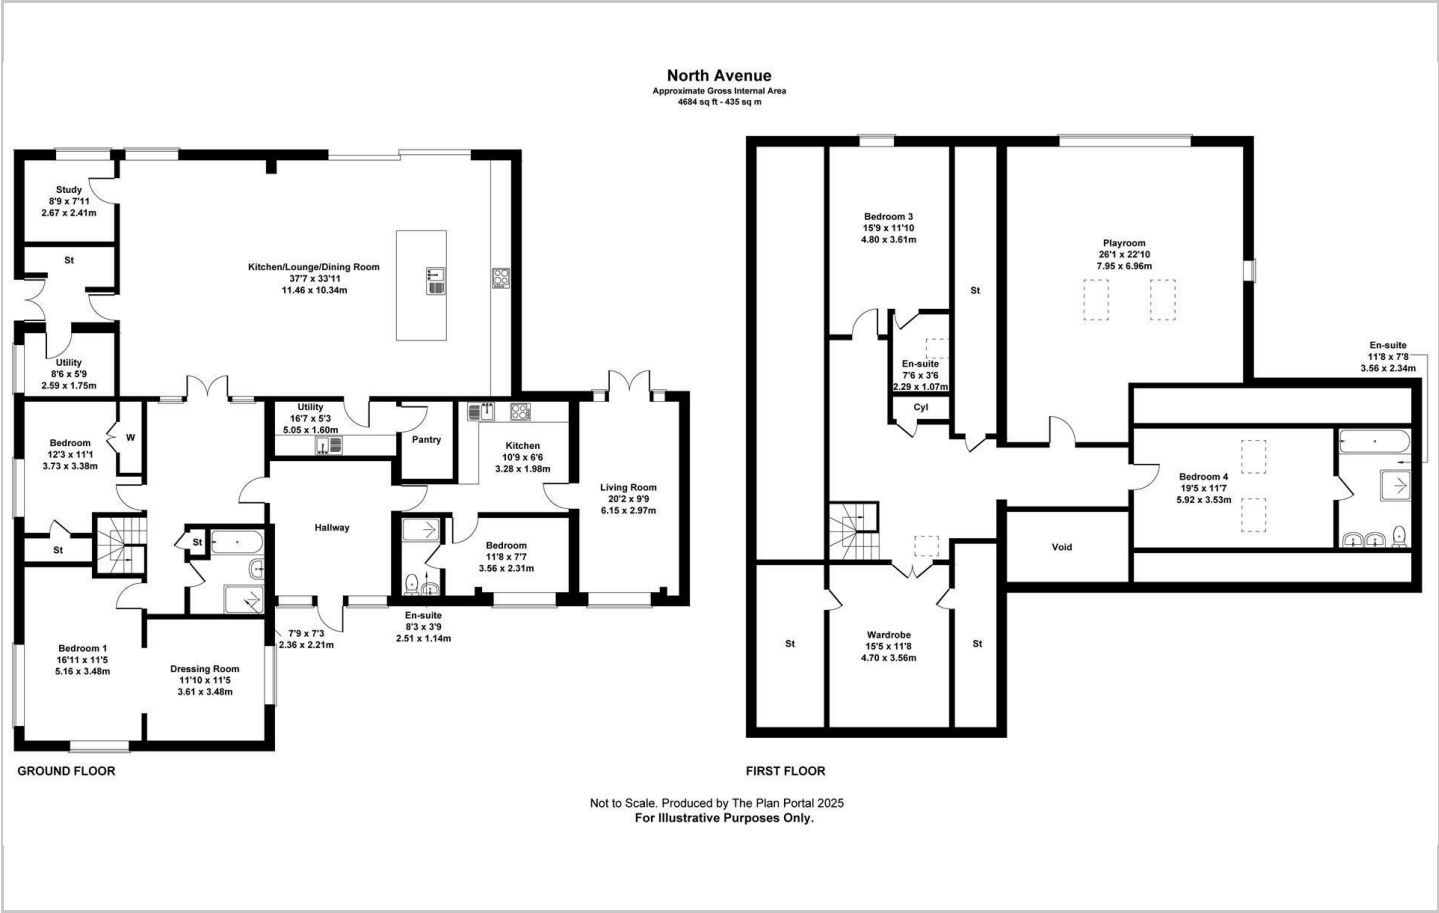 North Avenue
Approximate Gross Internal Area
4684 sq ft - 435 sq m
Study
8'9 x 7'11
2.67 x 2.41m
St
Kitchen/Lounge/Dining Room
37'7 x 33'11
11.46 x 10.34m
Utility
8'6 x 5'9
2.59 x 1.75m
Bedroom
12'3 x 11'1
3.73 x 3.38m
W
Utility
16'7 x 5'3
5.05 x 1.60m
Pantry
Kitchen
10'9 x 6'6
3.28 x 1.98m
Living Room
20'2 x 9'9
6.15 x 2.97m
Hallway
St
St
Bedroom
11'8 x 7'7
3.56 x 2.31m
En-suite
8'3 x 3'9
2.51 x 1.14m
7'9 x 7'3
2.36 x 2.21m
Bedroom 1
16'11 x 11'5
5.16 x 3.48m
Dressing Room
11'10 x 11'5
3.61 x 3.48m
GROUND FLOOR
Bedroom 3
15'9 x 11'10
4.80 x 3.61m
St
Playroom
26'1 x 22'10
7.95 x 6.96m
En-suite
11'8 x 7'8
3.56 x 2.34m
En-suite
7'6 x 3'6
2.29 x 1.07m
Cyl
Bedroom 4
19'5 x 11'7
5.92 x 3.53m
Void
St
Wardrobe
15'5 x 11'8
4.70 x 3.56m
St
FIRST FLOOR
Not to Scale. Produced by The Plan Portal 2025
For Illustrative Purposes Only.